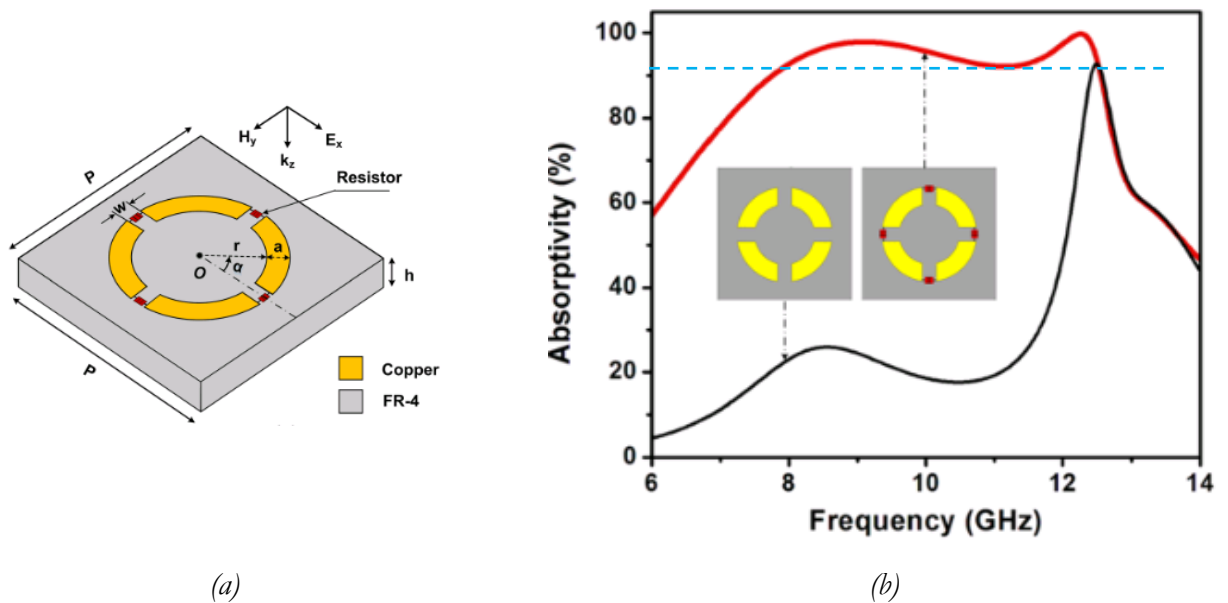 H_y
E_x
k_z
P
w
Resistor
r
a
α
O
h
P
Copper
FR-4
(a)
Absorptivity (%)
100
80
60
40
20
0
6
8
10
12
14
Frequency (GHz)
(b)